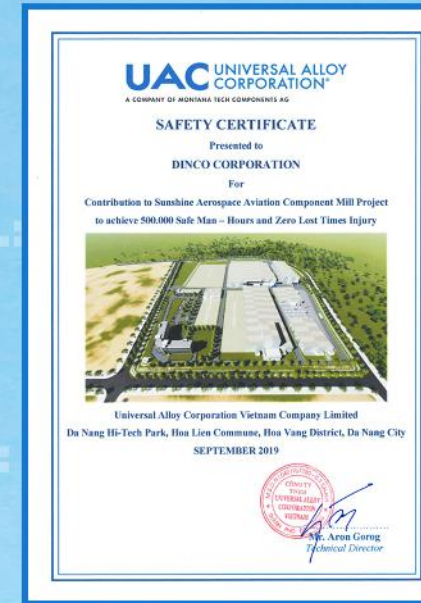 UAC UNIVERSAL ALLOY
CORPORATION®
A COMPANY OF MONTANA TECH COMPONENTS AG
SAFETY CERTIFICATE
Presented to
DINCO CORPORATION
For
Contribution to Sunshine Aerospace Aviation Component Mill Project
to achieve 500.000 Safe Man – Hours and Zero Lost Times Injury
Universal Alloy Corporation Vietnam Company Limited
Da Nang Hi-Tech Park, Hoa Lien Commune, Hoa Vang District, Da Nang City
SEPTEMBER 2019
CÔNG TY
TNHH
UNIVERSAL ALLOY
CORPORATION
VIETNAM
Mr. Aron Gorog
Technical Director